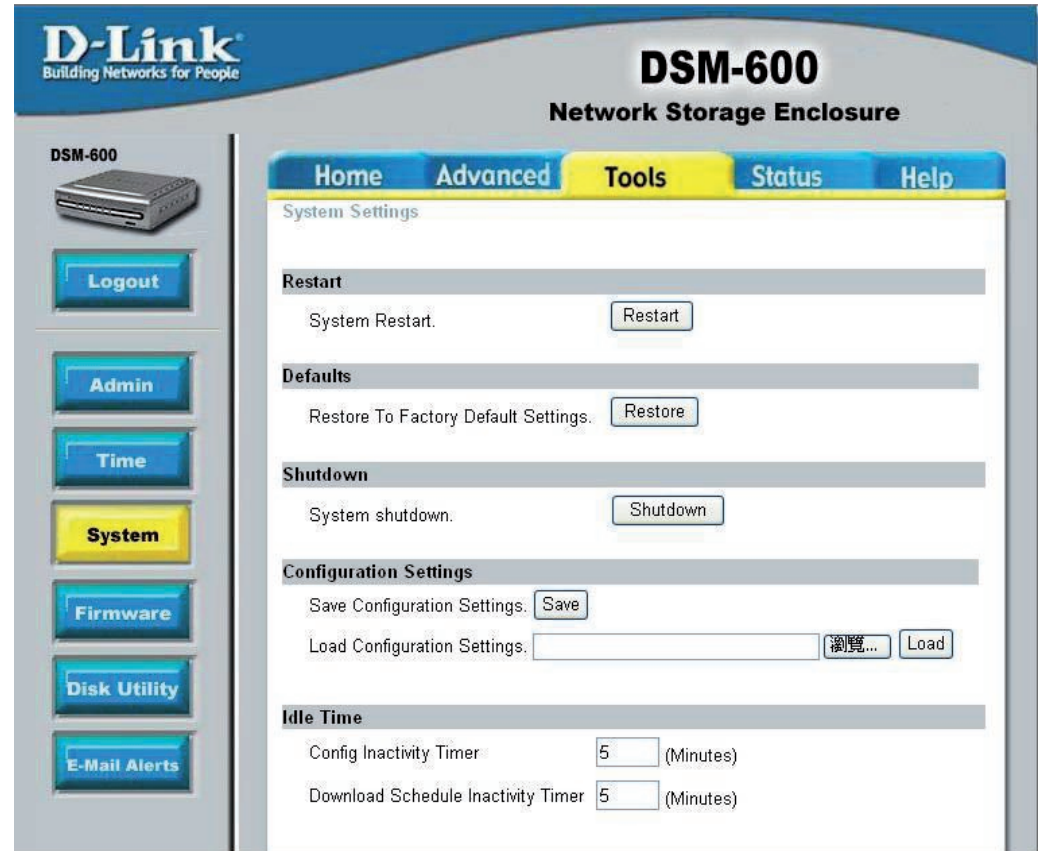 D-Link
Building Networks for People
DSM-600
Network Storage Enclosure
DSM-600
Logout
Admin
Time
System
Firmware
Disk Utility
E-Mail Alerts
Home Advanced Tools Status Help
System Settings
Restart
System Restart. Restart
Defaults
Restore To Factory Default Settings. Restore
Shutdown
System shutdown. Shutdown
Configuration Settings
Save Configuration Settings. Save
Load Configuration Settings. 瀏覽... Load
Idle Time
Config Inactivity Timer 5 (Minutes)
Download Schedule Inactivity Timer 5 (Minutes)